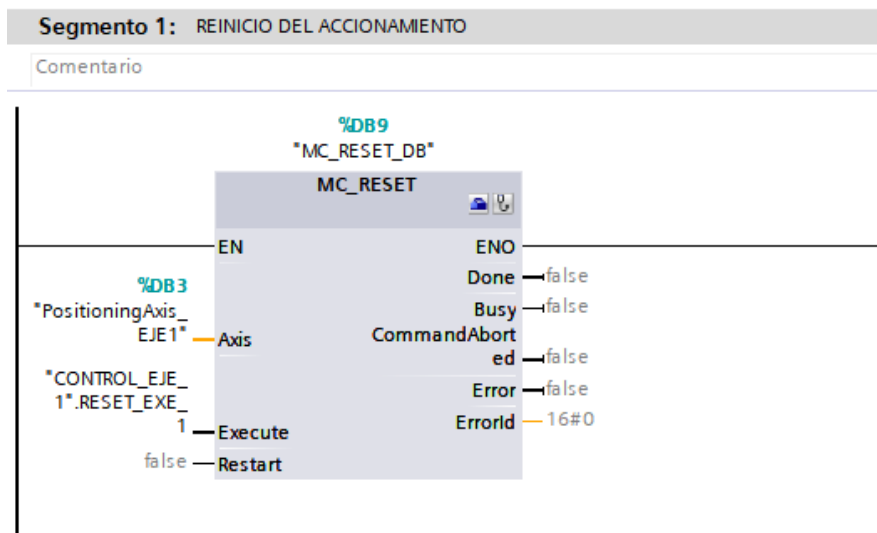 Segmento 1: REINICIO DEL ACCIONAMIENTO
Comentario
%DB9
"MC_RESET_DB"
MC_RESET
EN
ENO
%DB3
"PositioningAxis_
EJE1"
Axis
"CONTROL_EJE_
1".RESET_EXE_
1
Execute
false
Restart
Done
false
Busy
false
CommandAbort
ed
false
Error
false
ErrorId
16#0